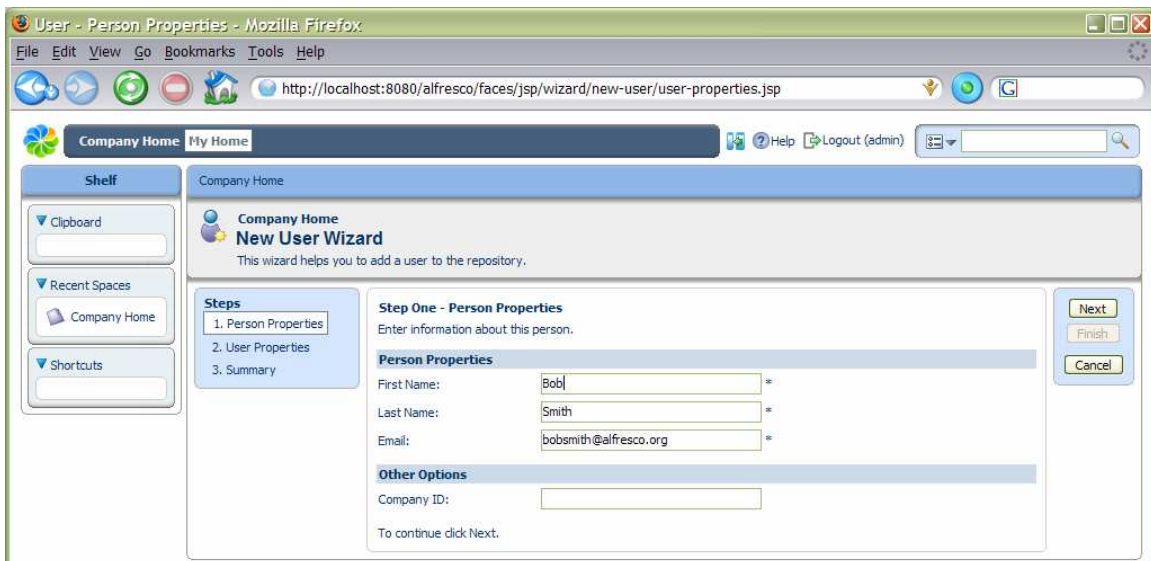 User - Person Properties - Mozilla Firefox
File Edit View Go Bookmarks Tools Help
http://localhost:8080/alfresco/faces/jsp/wizard/new-user/user-properties.jsp
G
Company Home My Home
Help Logout (admin)
Shelf
Company Home
Clipboard
Company Home
New User Wizard
This wizard helps you to add a user to the repository.
Recent Spaces
Company Home
Shortcuts
Steps
1. Person Properties
2. User Properties
3. Summary
Step One - Person Properties
Enter information about this person.
Person Properties
First Name: Bob *
Last Name: Smith *
Email: bobsmith@alfresco.org *
Other Options
Company ID:
To continue click Next.
Next
Finish
Cancel